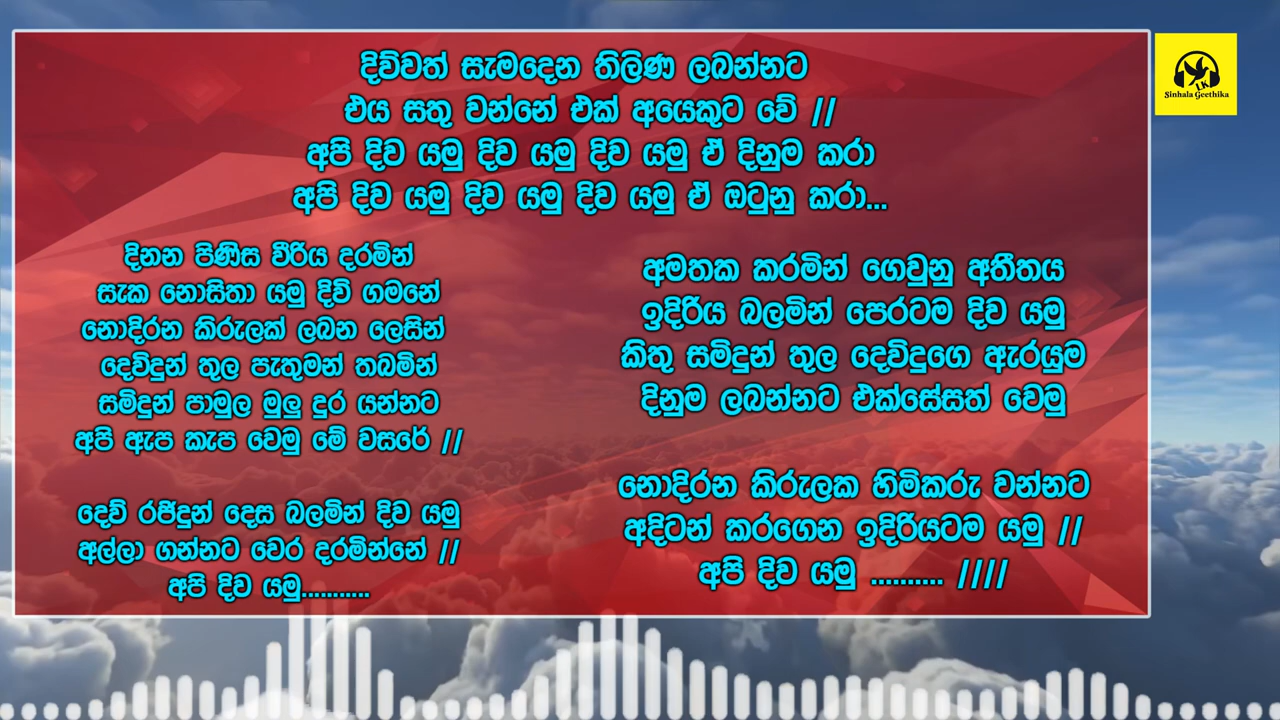 දිව්වත් සැමදෙන තිලිණ ලබන්නට
එය සතු වන්නේ එක් අයෙකුට වේ //
අපි දිව යමු දිව යමු දිව යමු ඒ දිනුම කරා
අපි දිව යමු දිව යමු දිව යමු ඒ ඔටුනු කරා...
දිනන පිණිස වීරිය දරමින්
සැක නොසිතා යමු දිවි ගමනේ
නොදිරන කිරුලක් ලබන ලෙසින්
දෙවිදුන් තුල පැතුමන් තබමින්
සමිදුන් පාමුල මුලු දුර යන්නට
අපි ඇප කැප වෙමු මේ වසරේ //
දෙව් රජිදුන් දෙස බලමින් දිව යමු
අල්ලා ගන්නට වෙර දරමින්නේ //
අපි දිව යමු...........
අමතක කරමින් ගෙවුනු අතීතය
ඉදිරිය බලමින් පෙරටම දිව යමු
කිතු සමිදුන් තුල දෙවිදුගෙ ඇරයුම
දිනුම ලබන්නට එක්සේසත් වෙමු
නොදිරන කිරුලක හිමිකරු වන්නට
අදිටන් කරගෙන ඉදිරියටම යමු //
අපි දිව යමු .......... ////
LK
Sinhala Geethika